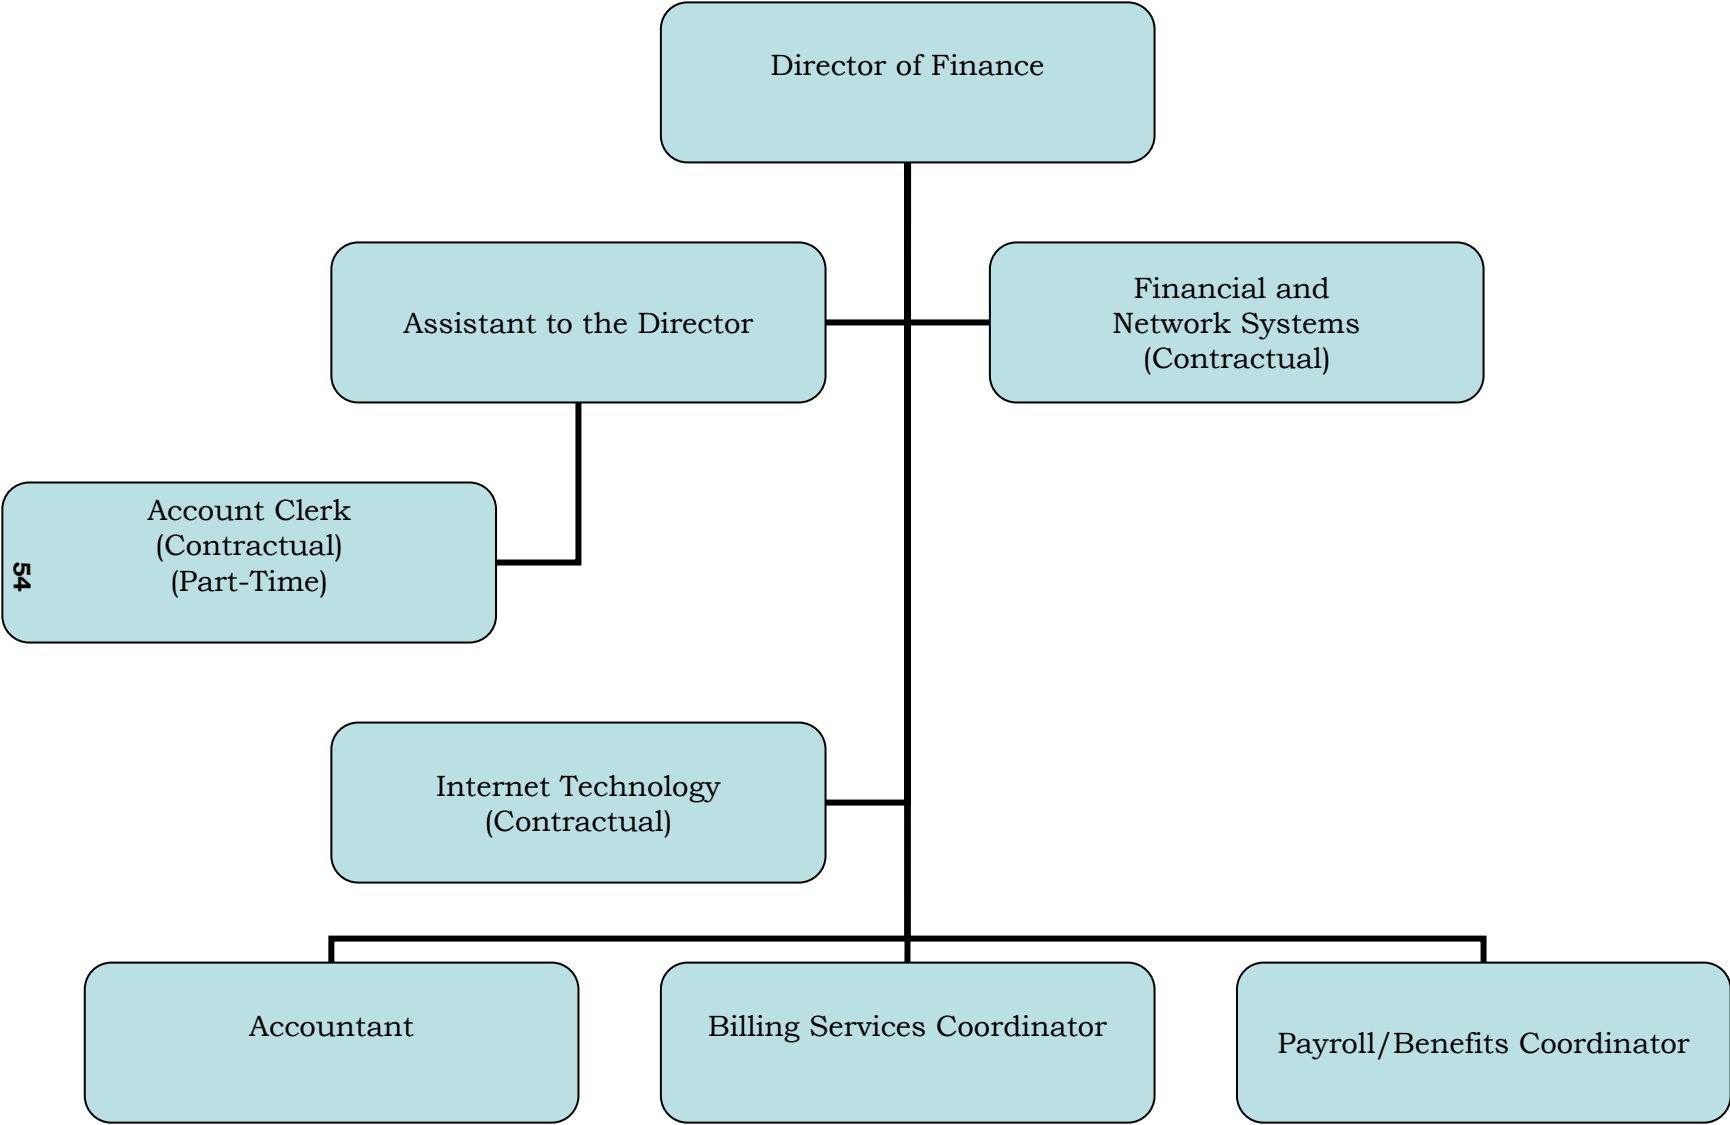 Director of Finance
Assistant to the Director
Financial and
Network Systems
(Contractual)
Account Clerk
(Contractual)
(Part-Time)
54
Internet Technology
(Contractual)
Accountant
Billing Services Coordinator
Payroll/Benefits Coordinator